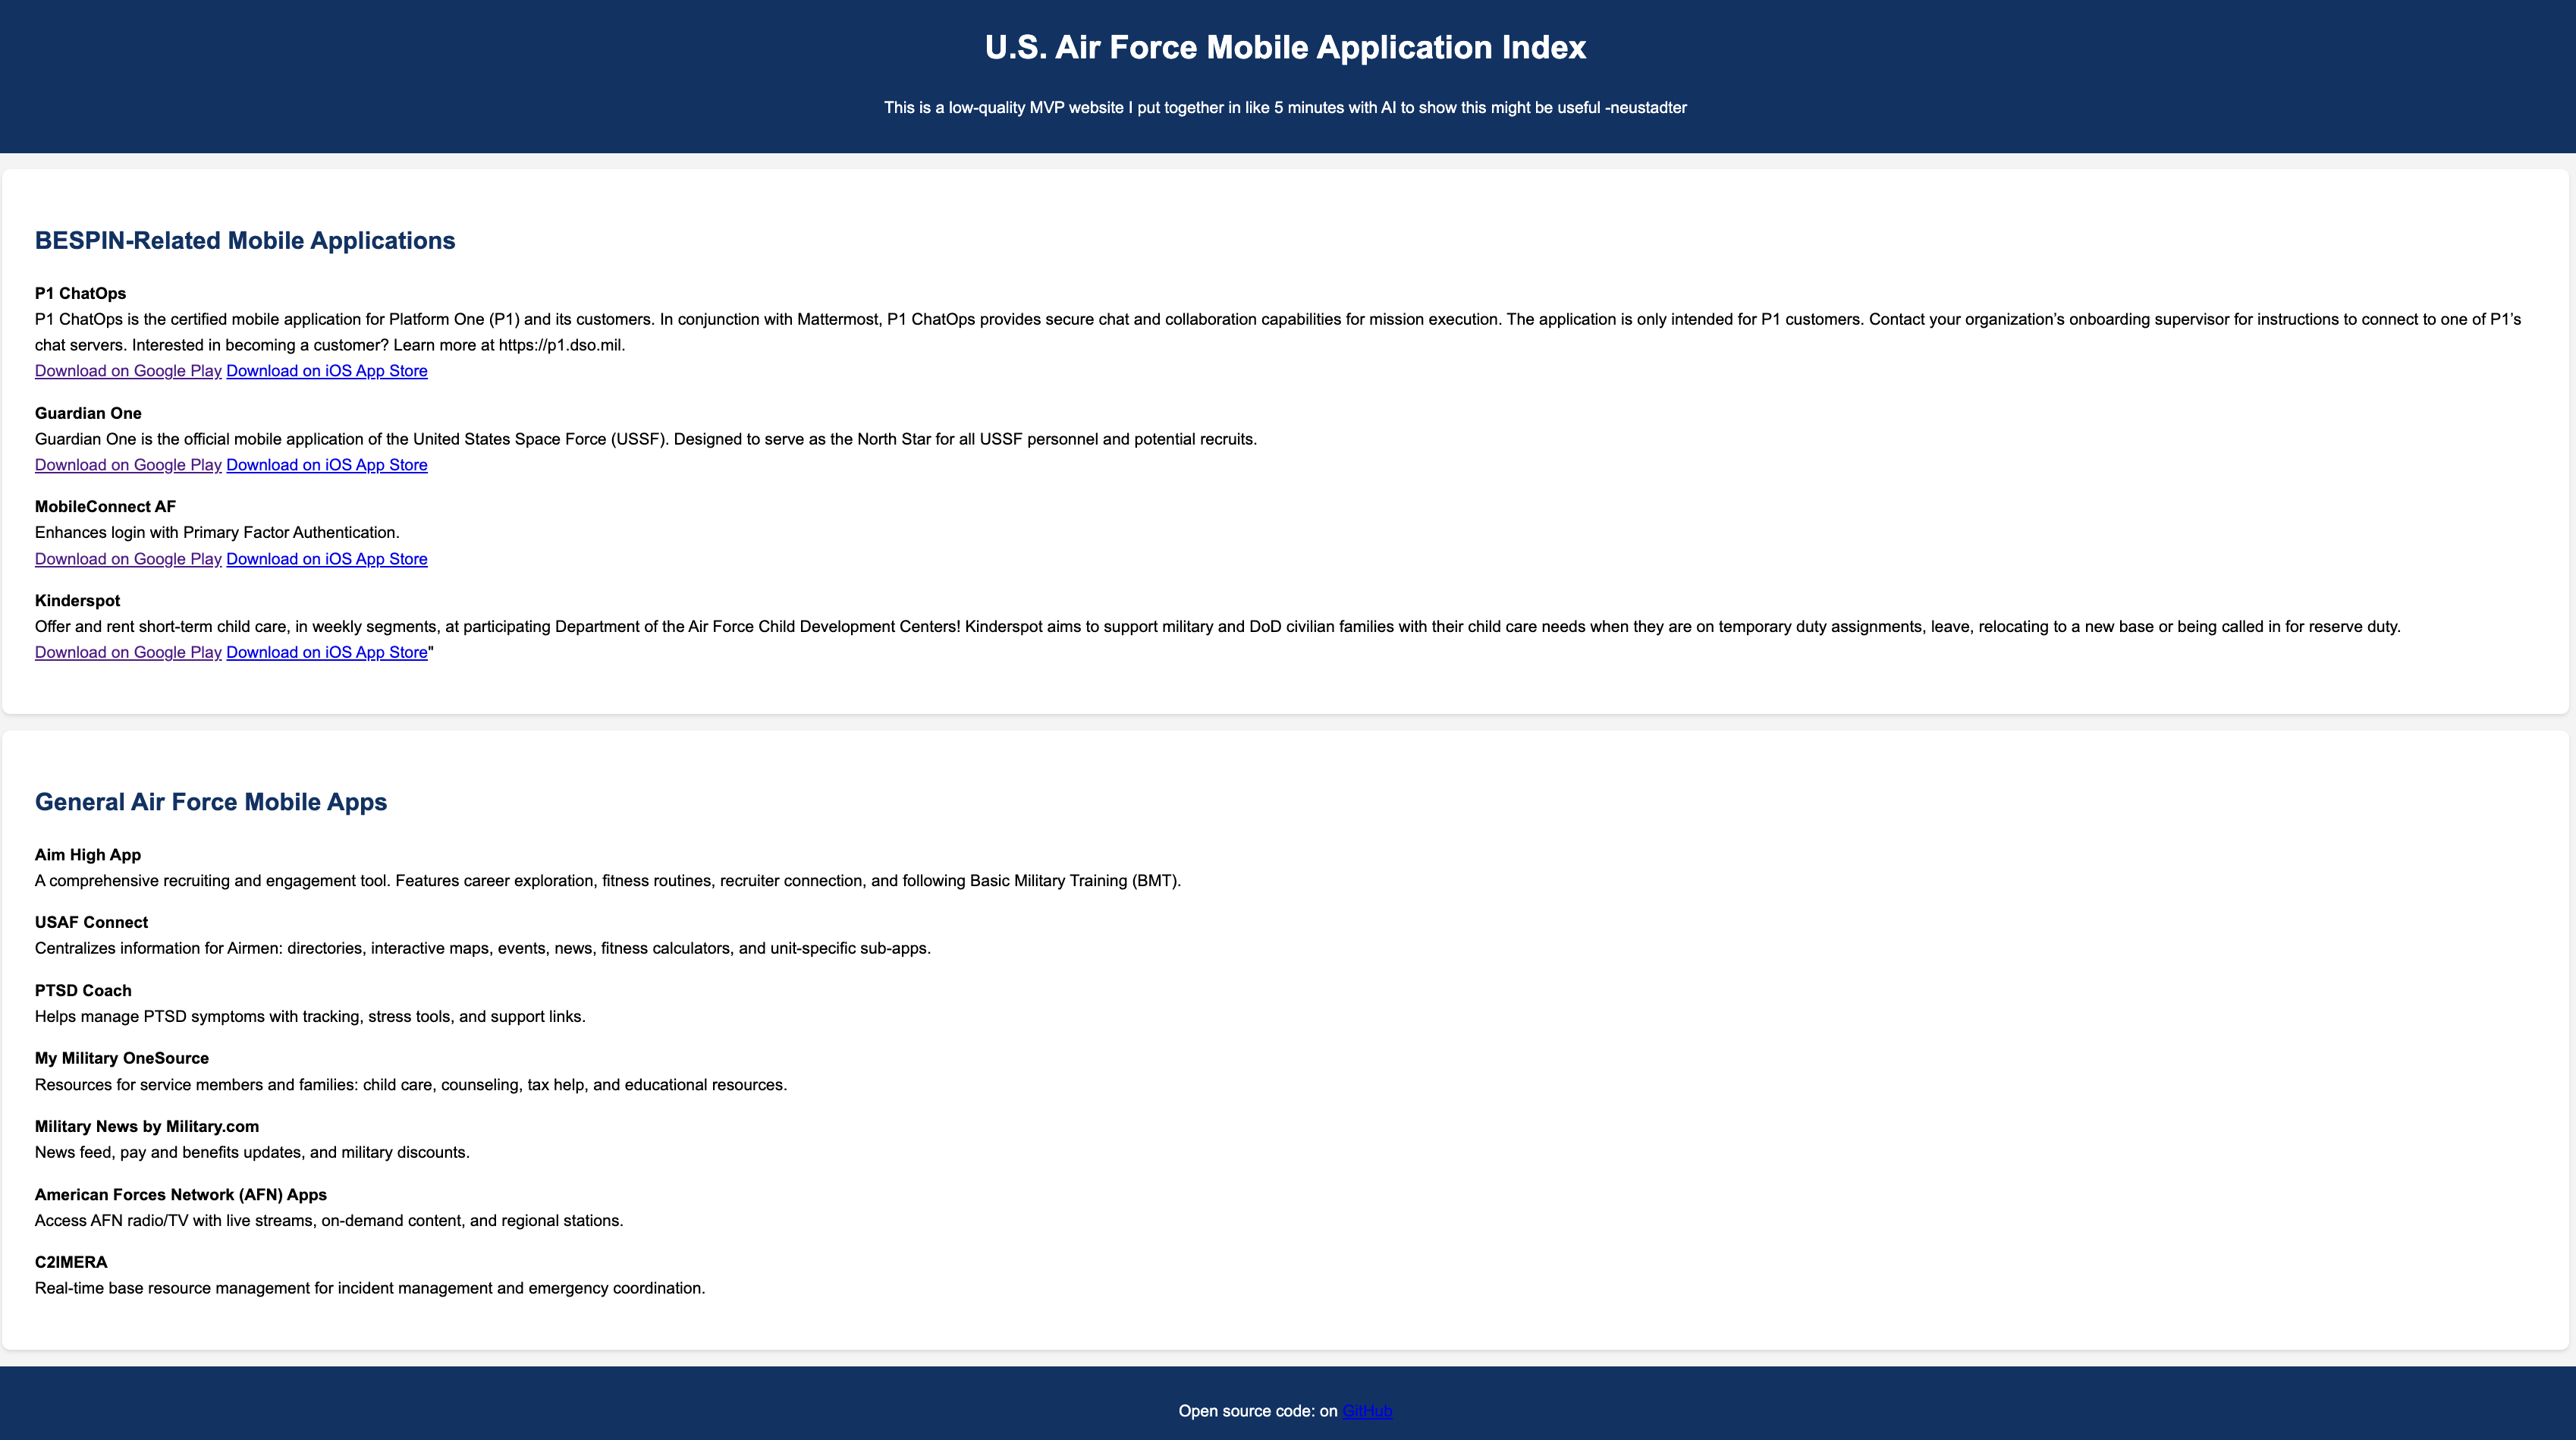 U.S. Air Force Mobile Application Index
This is a low-quality MVP website I put together in like 5 minutes with AI to show this might be useful -neustadter
BESPIN-Related Mobile Applications
P1 ChatOps
P1 ChatOps is the certified mobile application for Platform One (P1) and its customers. In conjunction with Mattermost, P1 ChatOps provides secure chat and collaboration capabilities for mission execution. The application is only intended for P1 customers. Contact your organization's onboarding supervisor for instructions to connect to one of P1's
chat servers. Interested in becoming a customer? Learn more at https://p1.dso.mil.
Download on Google Play Download on iOS App Store
Guardian One
Guardian One is the official mobile application of the United States Space Force (USSF). Designed to serve as the North Star for all USSF personnel and potential recruits.
Download on Google Play Download on iOS App Store
MobileConnect AF
Enhances login with Primary Factor Authentication.
Download on Google Play Download on iOS App Store
Kinderspot
Offer and rent short-term child care, in weekly segments, at participating Department of the Air Force Child Development Centers! Kinderspot aims to support military and DoD civilian families with their child care needs when they are on temporary duty assignments, leave, relocating to a new base or being called in for reserve duty.
Download on Google Play Download on iOS App Store"
General Air Force Mobile Apps
Aim High App
A comprehensive recruiting and engagement tool. Features career exploration, fitness routines, recruiter connection, and following Basic Military Training (BMT).
USAF Connect
Centralizes information for Airmen: directories, interactive maps, events, news, fitness calculators, and unit-specific sub-apps.
PTSD Coach
Helps manage PTSD symptoms with tracking, stress tools, and support links.
My Military OneSource
Resources for service members and families: child care, counseling, tax help, and educational resources.
Military News by Military.com
News feed, pay and benefits updates, and military discounts.
American Forces Network (AFN) Apps
Access AFN radio/TV with live streams, on-demand content, and regional stations.
C2IMERA
Real-time base resource management for incident management and emergency coordination.
Open source code: on GitHub